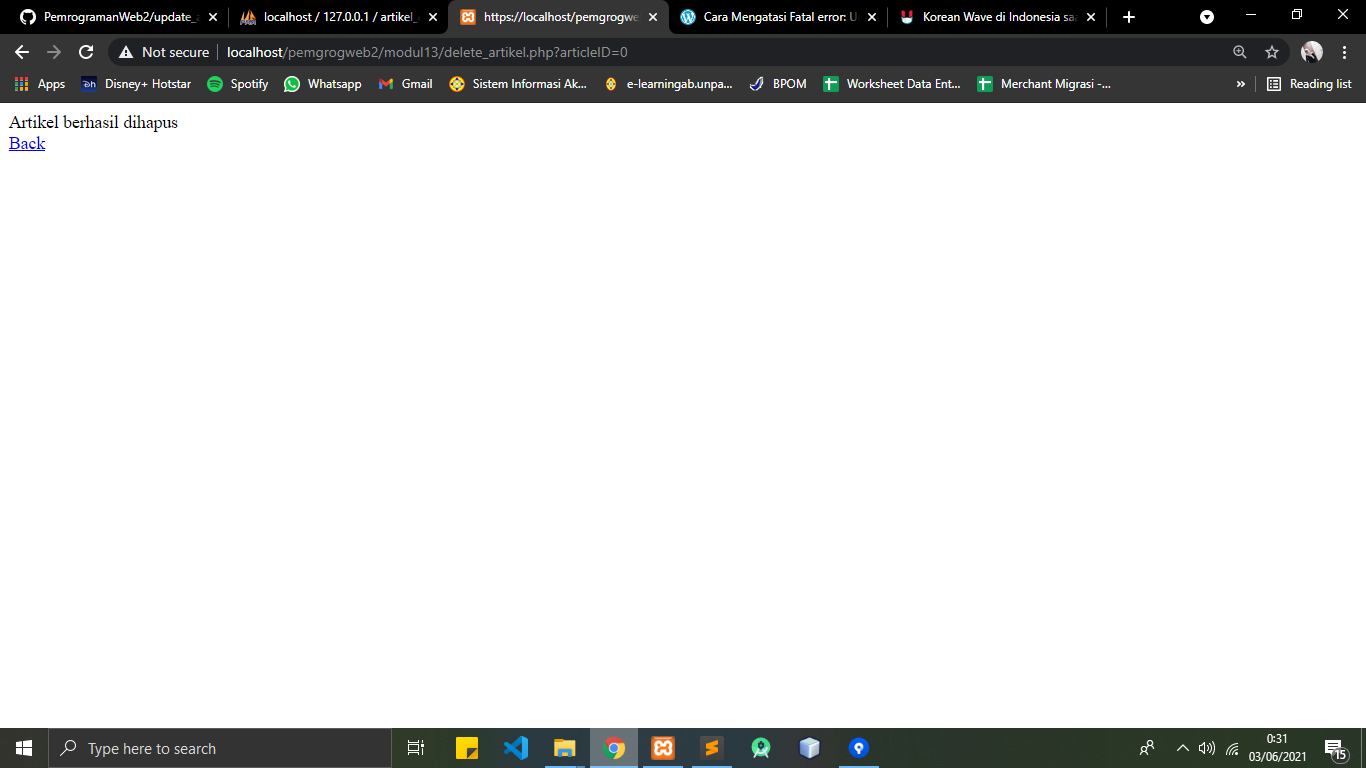 PemrogramanWeb2/update_a
localhost / 127.0.0.1 / artikel_
https://localhost/pemgrogwe
Cara Mengatasi Fatal error: U
Korean Wave di Indonesia sa
Not secure
localhost/pemgrogweb2/modul13/delete_artikel.php?articleID=0
Apps
Disney+ Hotstar
Spotify
Whatsapp
Gmail
Sistem Informasi Ak...
e-learningab.unpa...
BPOM
Worksheet Data Ent...
Merchant Migrasi -...
»
Reading list
Artikel berhasil dihapus
Back
Type here to search
0:31
03/06/2021
15